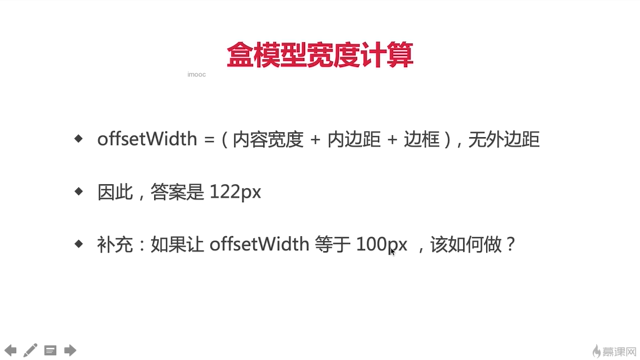 盒模型宽度计算
imooc
offsetWidth = ( 内容宽度 + 内边距 + 边框 ) ，无外边距
因此，答案是 122px
补充：如果让 offsetWidth 等于 100px ，该如何做？
慕课网